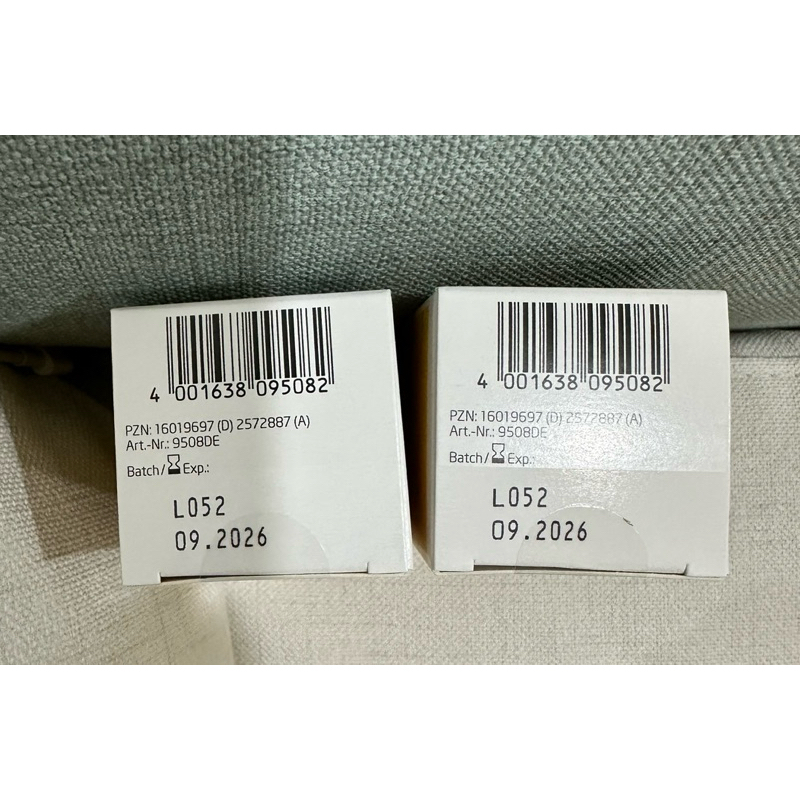 4 001638 095082
PZN: 16019697 (D) 2572887 (A)
Art.-Nr.: 9508DE
Batch/ Exp.:
L052
09.2026
4 001638 095082
PZN: 16019697 (D) 2572887 (A)
Art.-Nr.: 9508DE
Batch/ Exp.:
L052
09.2026